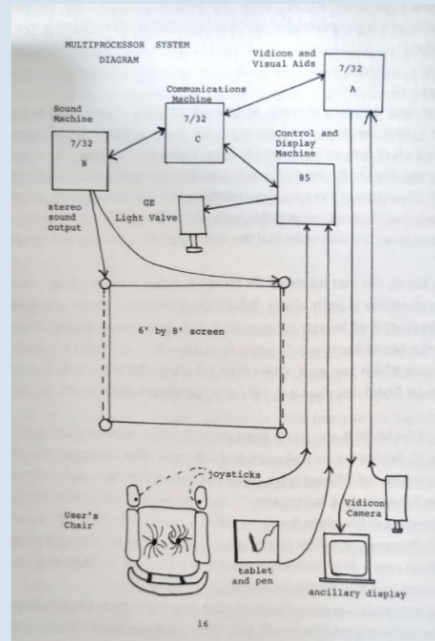 MULTIPROCESSOR SYSTEM
DIAGRAM
Vidicon and
Visual Aids
7/32
A
Communications
Machine
7/32
C
Sound
Machine
7/32
B
Control and
Display
Machine
85
GE
Light Valve
stereo
sound
output
6' by 8' screen
joysticks
User's
Chair
Vidicon
Camera
tablet
and pen
ancillary display
16